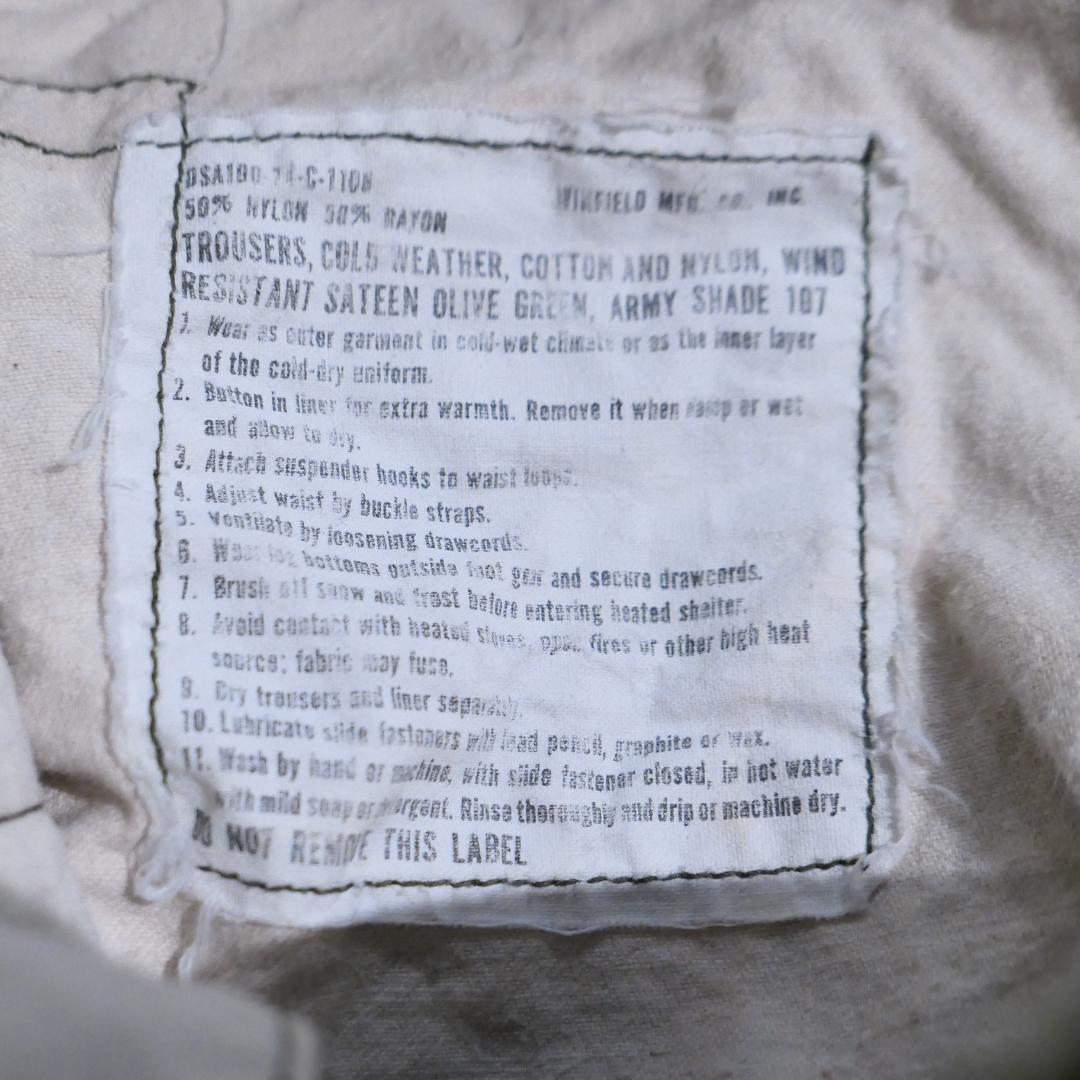 50% NYLON 50% RAYON
WINFIELD MFG. CO. INC
TROUSERS, COLD WEATHER, COTTON AND NYLON, WIND
RESISTANT SATEEN OLIVE GREEN, ARMY SHADE 107
1. Wear as outer garment in cold-wet climate or as the inner layer
of the cold-dry uniform.
2. Button in liner for extra warmth. Remove it when damp or wet
and allow to dry.
3. Attach suspender hooks to waist loops.
4. Adjust waist by buckle straps.
5. Ventilate by loosening drawcords.
6. Wear leg bottoms outside foot gear and secure drawcords.
7. Brush off snow and frost before entering heated shelter.
8. Avoid contact with heated stoves, open fires or other high heat
source; fabric may fuse.
9. Dry trousers and liner separately.
10. Lubricate slide fasteners with lead pencil, graphite or wax.
11. Wash by hand or machine, with slide fastener closed, in hot water
with mild soap or detergent. Rinse thoroughly and drip or machine dry.
DO NOT REMOVE THIS LABEL